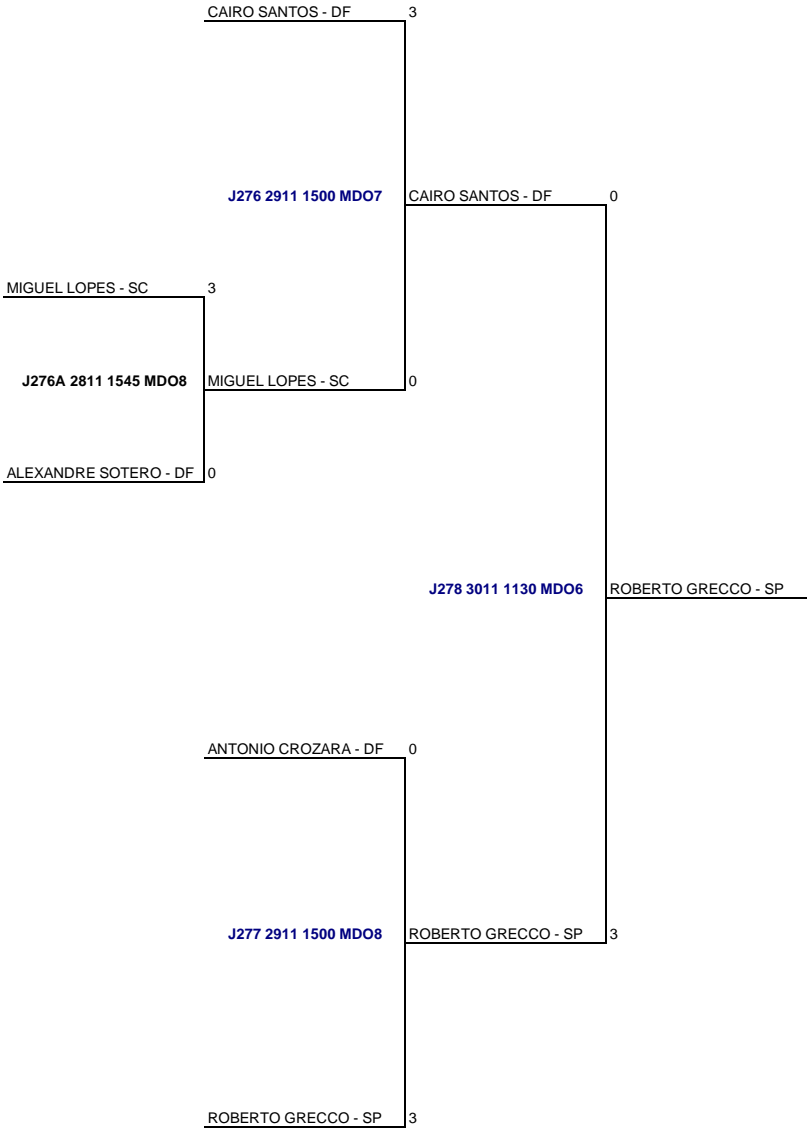 CAIRO SANTOS - DF 3
J276 2911 1500 MDO7 CAIRO SANTOS - DF 0
MIGUEL LOPES - SC 3
J276A 2811 1545 MDO8 MIGUEL LOPES - SC 0
ALEXANDRE SOTERO - DF 0
J278 3011 1130 MDO6 ROBERTO GRECCO - SP
ANTONIO CROZARA - DF 0
J277 2911 1500 MDO8 ROBERTO GRECCO - SP 3
ROBERTO GRECCO - SP 3